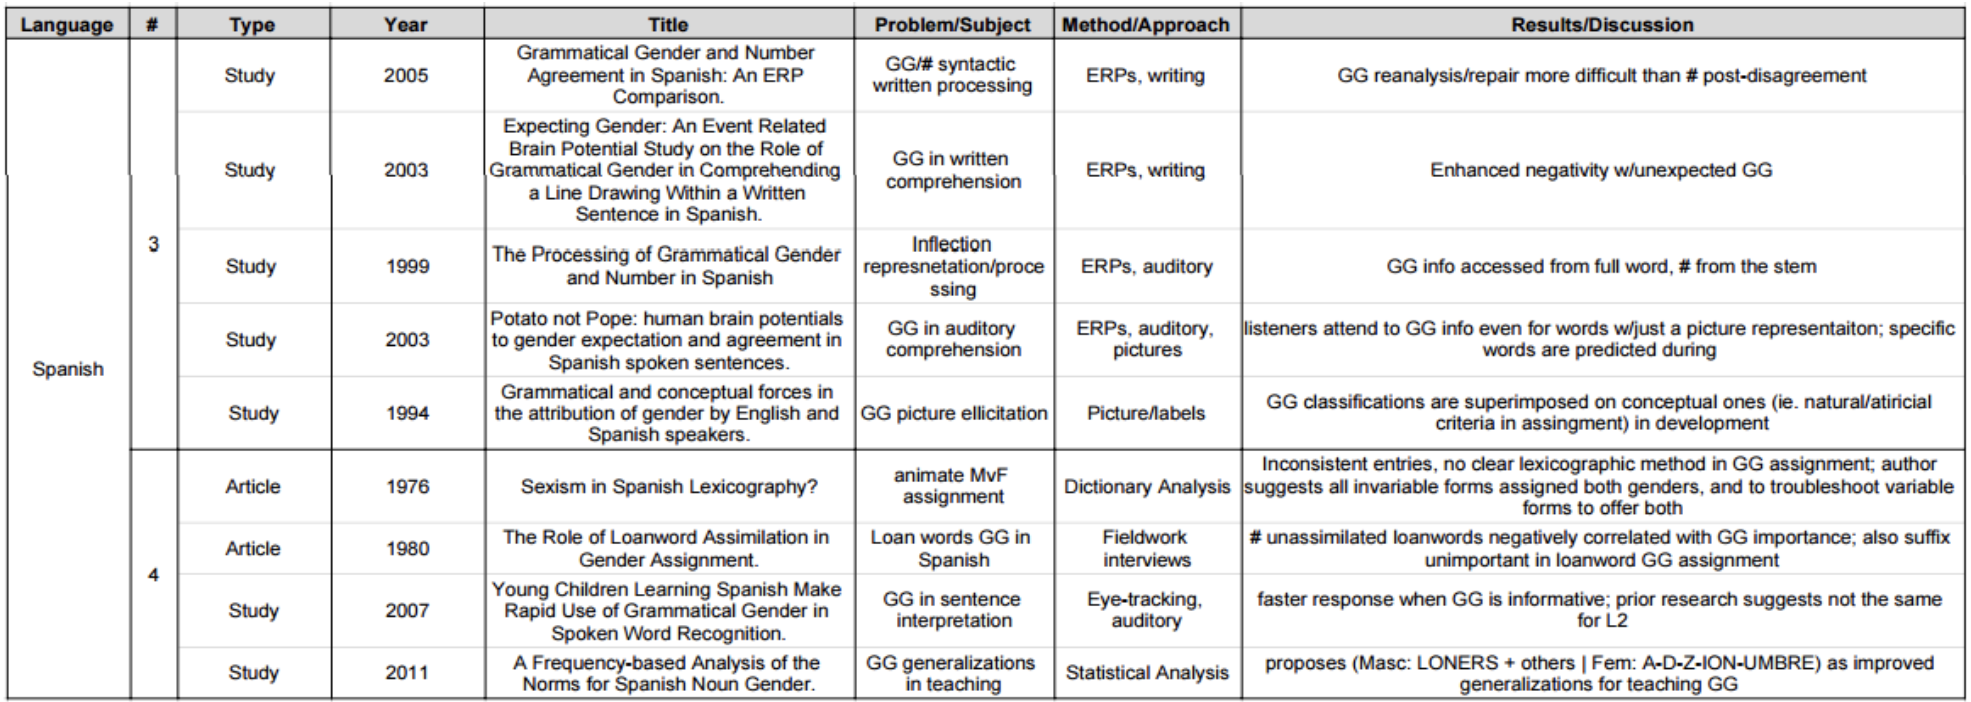 Language # Type Year Title Problem/Subject Method/Approach Results/Discussion
Spanish
3
Study 2005
Grammatical Gender and Number
Agreement in Spanish: An ERP
Comparison.
GG/# syntactic
written processing
ERPs, writing
GG reanalysis/repair more difficult than # post-disagreement
Study 2003
Expecting Gender: An Event Related
Brain Potential Study on the Role of
Grammatical Gender in Comprehending
a Line Drawing Within a Written
Sentence in Spanish.
GG in written
comprehension
ERPs, writing
Enhanced negativity w/unexpected GG
Study 1999
The Processing of Grammatical Gender
and Number in Spanish
Inflection
represnetation/proce
ssing
ERPs, auditory
GG info accessed from full word, # from the stem
Study 2003
Potato not Pope: human brain potentials
to gender expectation and agreement in
Spanish spoken sentences.
GG in auditory
comprehension
ERPs, auditory,
pictures
listeners attend to GG info even for words w/just a picture representaiton; specific
words are predicted during
Study 1994
Grammatical and conceptual forces in
the attribution of gender by English and
Spanish speakers.
GG picture ellicitation
Picture/labels
GG classifications are superimposed on conceptual ones (ie. natural/atiricial
criteria in assingment) in development
4
Article 1976
Sexism in Spanish Lexicography?
animate MvF
assignment
Dictionary Analysis
Inconsistent entries, no clear lexicographic method in GG assignment; author
suggests all invariable forms assigned both genders, and to troubleshoot variable
forms to offer both
Article 1980
The Role of Loanword Assimilation in
Gender Assignment.
Loan words GG in
Spanish
Fieldwork
interviews
# unassimilated loanwords negatively correlated with GG importance; also suffix
unimportant in loanword GG assignment
Study 2007
Young Children Learning Spanish Make
Rapid Use of Grammatical Gender in
Spoken Word Recognition.
GG in sentence
interpretation
Eye-tracking,
auditory
faster response when GG is informative; prior research suggests not the same
for L2
Study 2011
A Frequency-based Analysis of the
Norms for Spanish Noun Gender.
GG generalizations
in teaching
Statistical Analysis
proposes (Masc: LONERS + others | Fem: A-D-Z-ION-UMBRE) as improved
generalizations for teaching GG